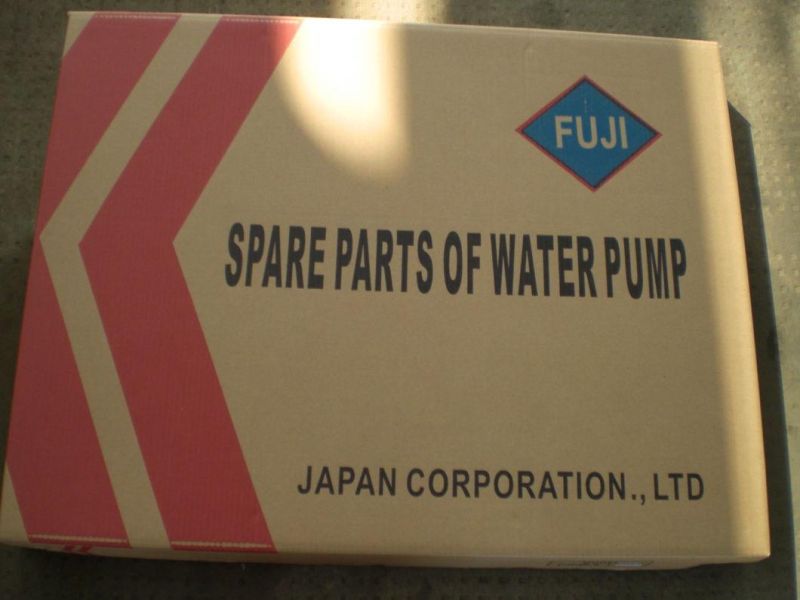 FUJI
SPARE PARTS OF WATER PUMP
JAPAN CORPORATION., LTD